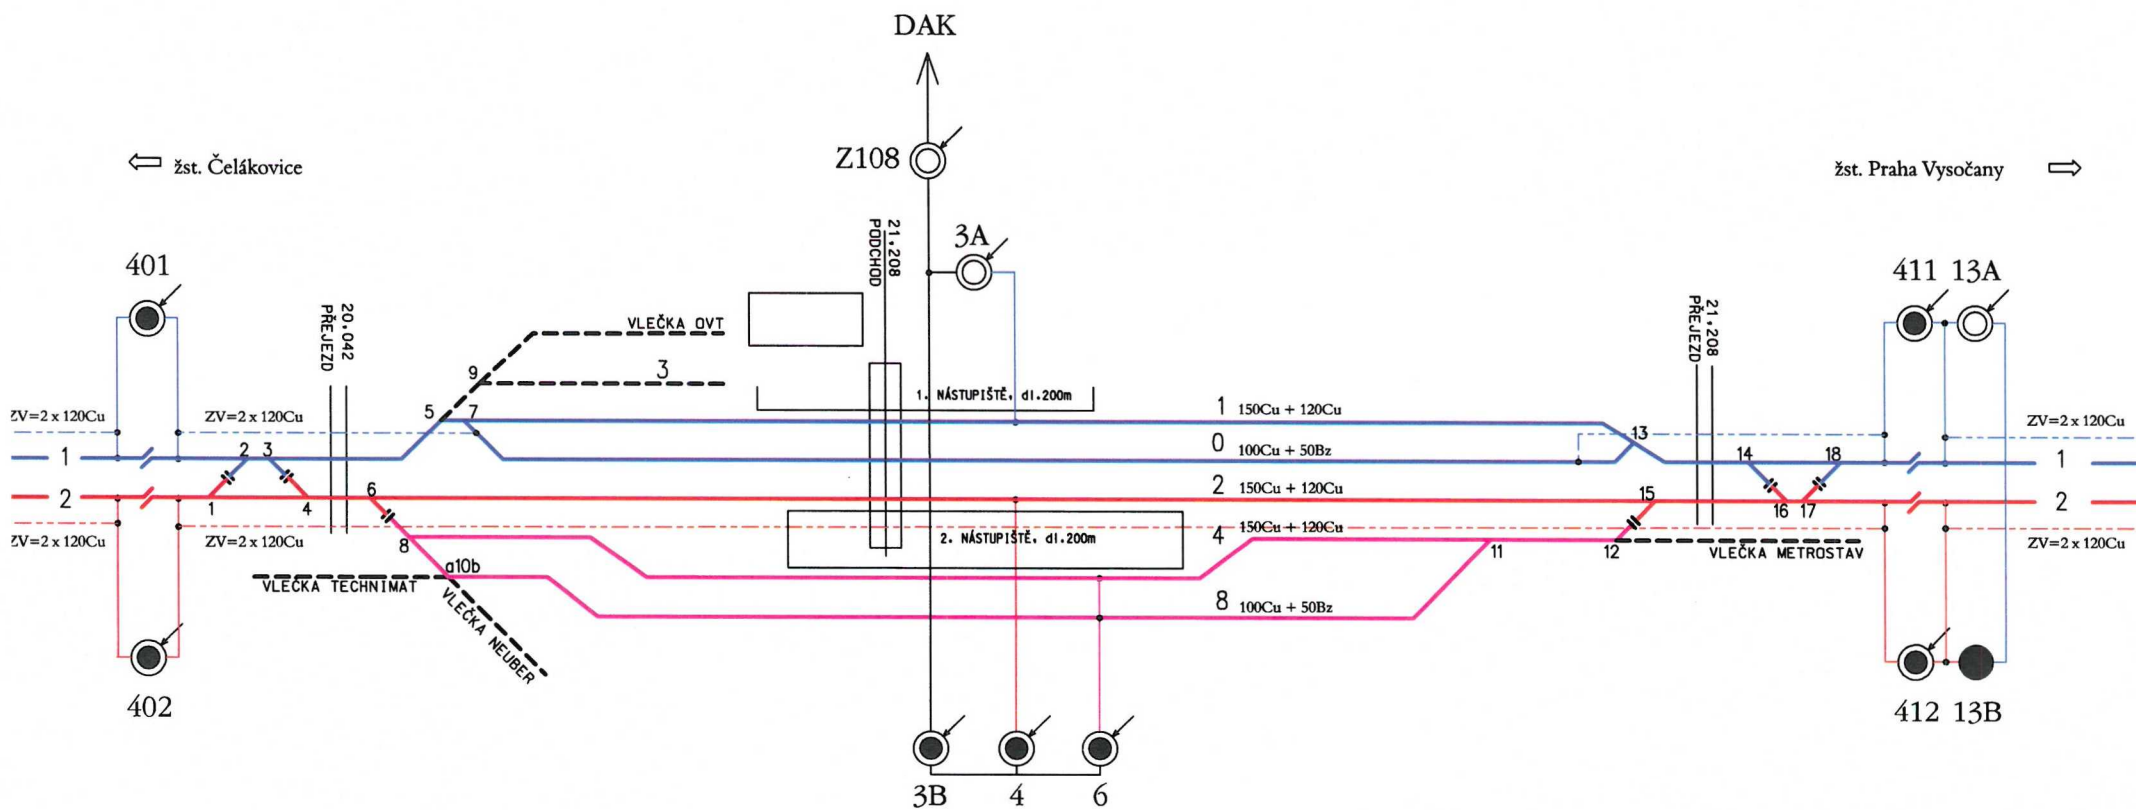 DAK
Z108
žst. Čelákovice
žst. Praha Vysočany
21,208
PODCHOD
3A
401
411
13A
20,042
PŘEJEZD
21,208
PŘEJEZD
VLEČKA OVT
9
3
1. NÁSTUPIŠTĚ, dl.200m
ZV=2 x 120Cu
ZV=2 x 120Cu
5
7
1
150Cu + 120Cu
ZV=2 x 120Cu
13
0
100Cu + 50Bz
1
2
3
14
18
1
2
1
4
6
2
150Cu + 120Cu
15
16
17
2
ZV=2 x 120Cu
ZV=2 x 120Cu
8
2. NÁSTUPIŠTĚ, dl.200m
4
150Cu + 120Cu
11
12
VLEČKA METROSTAV
ZV=2 x 120Cu
a10b
VLEČKA TECHNIMAT
VLEČKA NEUBER
8
100Cu + 50Bz
402
412
13B
3B
4
6